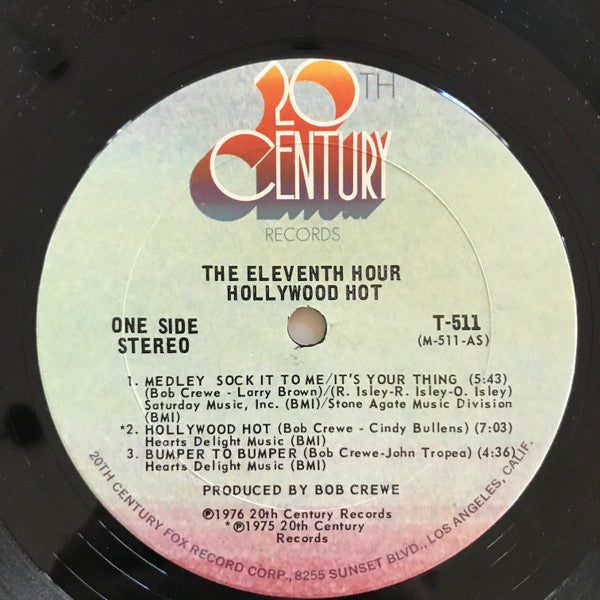 20TH
CENTURY
RECORDS
THE ELEVENTH HOUR
HOLLYWOOD HOT
ONE SIDE
STEREO
T-511
(M-511-AS)
1. MEDLEY SOCK IT TO ME/IT'S YOUR THING (5:43)
(Bob Crewe - Larry Brown)/(R. Isley-R. Isley-O. Isley)
Saturday Music, Inc. (BMI)/Stone Agate Music Division
(BMI)
*2. HOLLYWOOD HOT (Bob Crewe - Cindy Bullens) (7:03)
Hearts Delight Music (BMI)
3. BUMPER TO BUMPER (Bob Crewe-John Tropea) (4:36)
Hearts Delight Music (BMI)
PRODUCED BY BOB CREWE
℗1976 20th Century Records
*℗1975 20th Century
Records
20TH CENTURY FOX RECORD CORP., 8255 SUNSET BLVD., LOS ANGELES, CALIF.